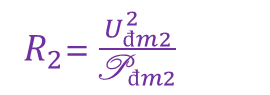 R₂ = U²đm2 / 𝒫đm2